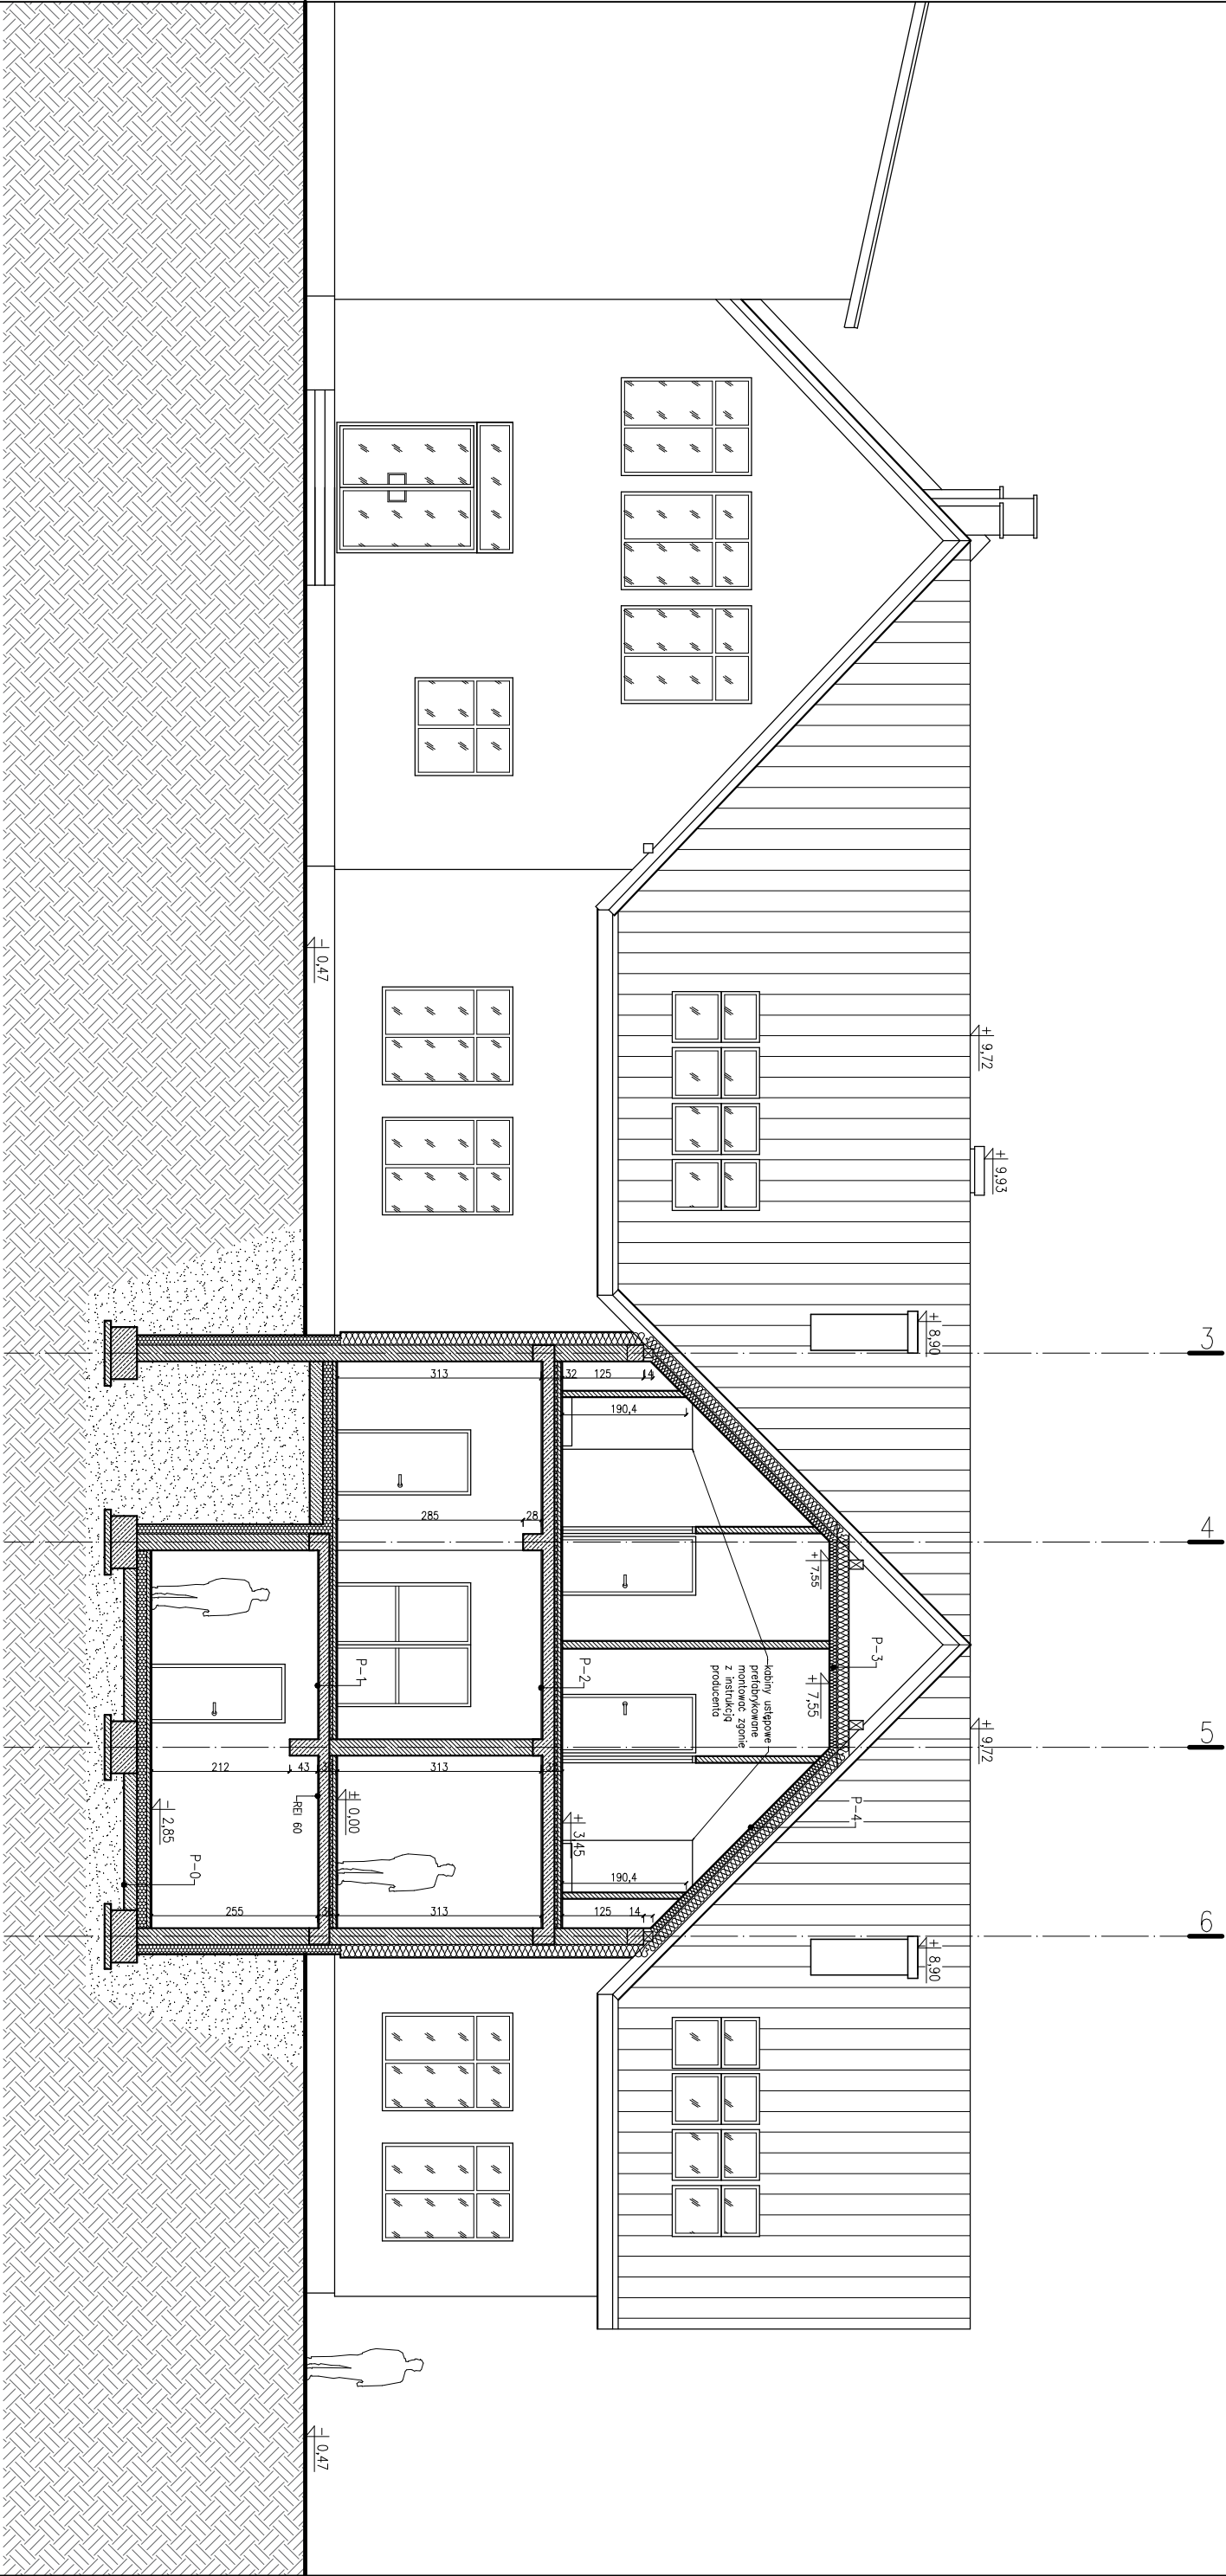 3
4
5
6
+ 9,93
+ 9,72
+ 9,72
+ 8,90
+ 8,90
P-3
+ 7,55
+ 7,55
P-4
kabiny ustępowe
prefabrykowane
montować zgonie
z instrukcją
producenta
190,4
190,4
32 125 14
125 14
P-2
+ 3,45
313
285 28
313
313
± 0,00
P-1
REI 60
- 0,47
- 0,47
212 43
255
- 2,85
P-0